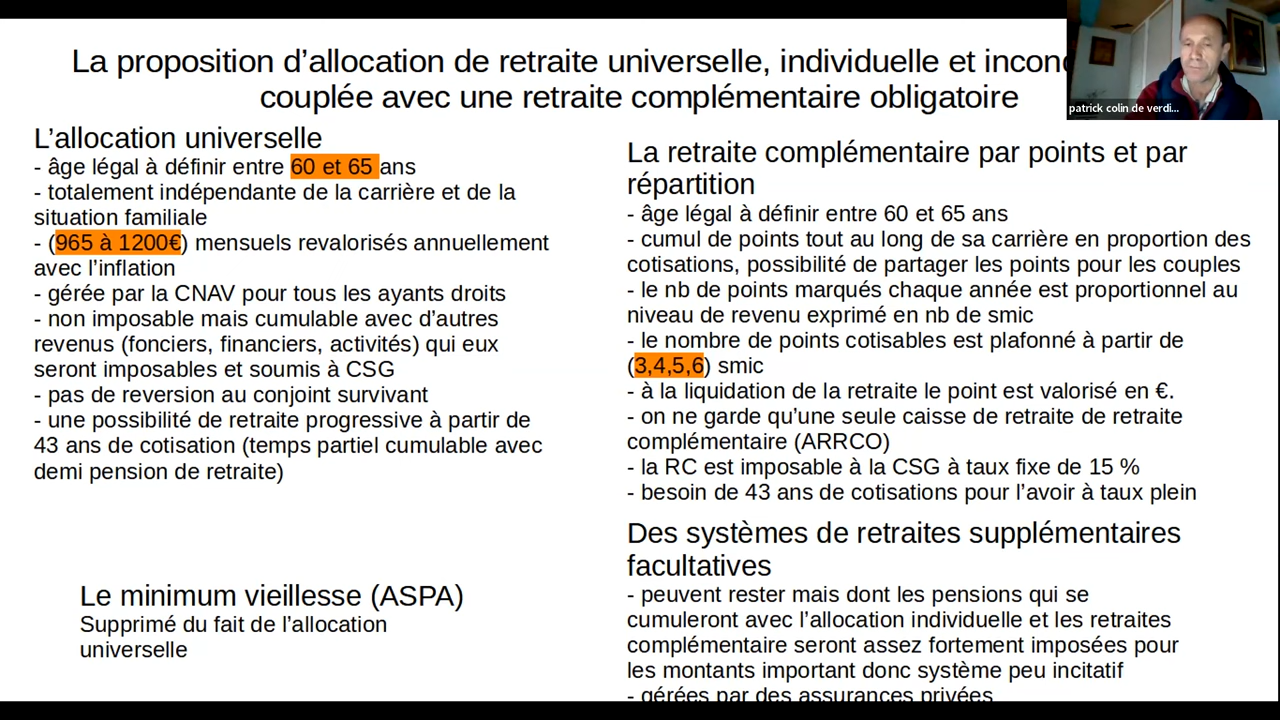 La proposition d'allocation de retraite universelle, individuelle et incon
couplée avec une retraite complémentaire obligatoire
patrick colin de verdi...
L'allocation universelle
- âge légal à définir entre 60 et 65 ans
- totalement indépendante de la carrière et de la
situation familiale
- (965 à 1200€) mensuels revalorisés annuellement
avec l'inflation
- gérée par la CNAV pour tous les ayants droits
- non imposable mais cumulable avec d'autres
revenus (fonciers, financiers, activités) qui eux
seront imposables et soumis à CSG
- pas de reversion au conjoint survivant
- une possibilité de retraite progressive à partir de
43 ans de cotisation (temps partiel cumulable avec
demi pension de retraite)
Le minimum vieillesse (ASPA)
Supprimé du fait de l'allocation
universelle
La retraite complémentaire par points et par
répartition
- âge légal à définir entre 60 et 65 ans
- cumul de points tout au long de sa carrière en proportion des
cotisations, possibilité de partager les points pour les couples
- le nb de points marqués chaque année est proportionnel au
niveau de revenu exprimé en nb de smic
- le nombre de points cotisables est plafonné à partir de
(3,4,5,6) smic
- à la liquidation de la retraite le point est valorisé en €.
- on ne garde qu'une seule caisse de retraite de retraite
complémentaire (ARRCO)
- la RC est imposable à la CSG à taux fixe de 15 %
- besoin de 43 ans de cotisations pour l'avoir à taux plein
Des systèmes de retraites supplémentaires
facultatives
- peuvent rester mais dont les pensions qui se
cumuleront avec l'allocation individuelle et les retraites
complémentaire seront assez fortement imposées pour
les montants important donc système peu incitatif
- gérées par des assurances privées